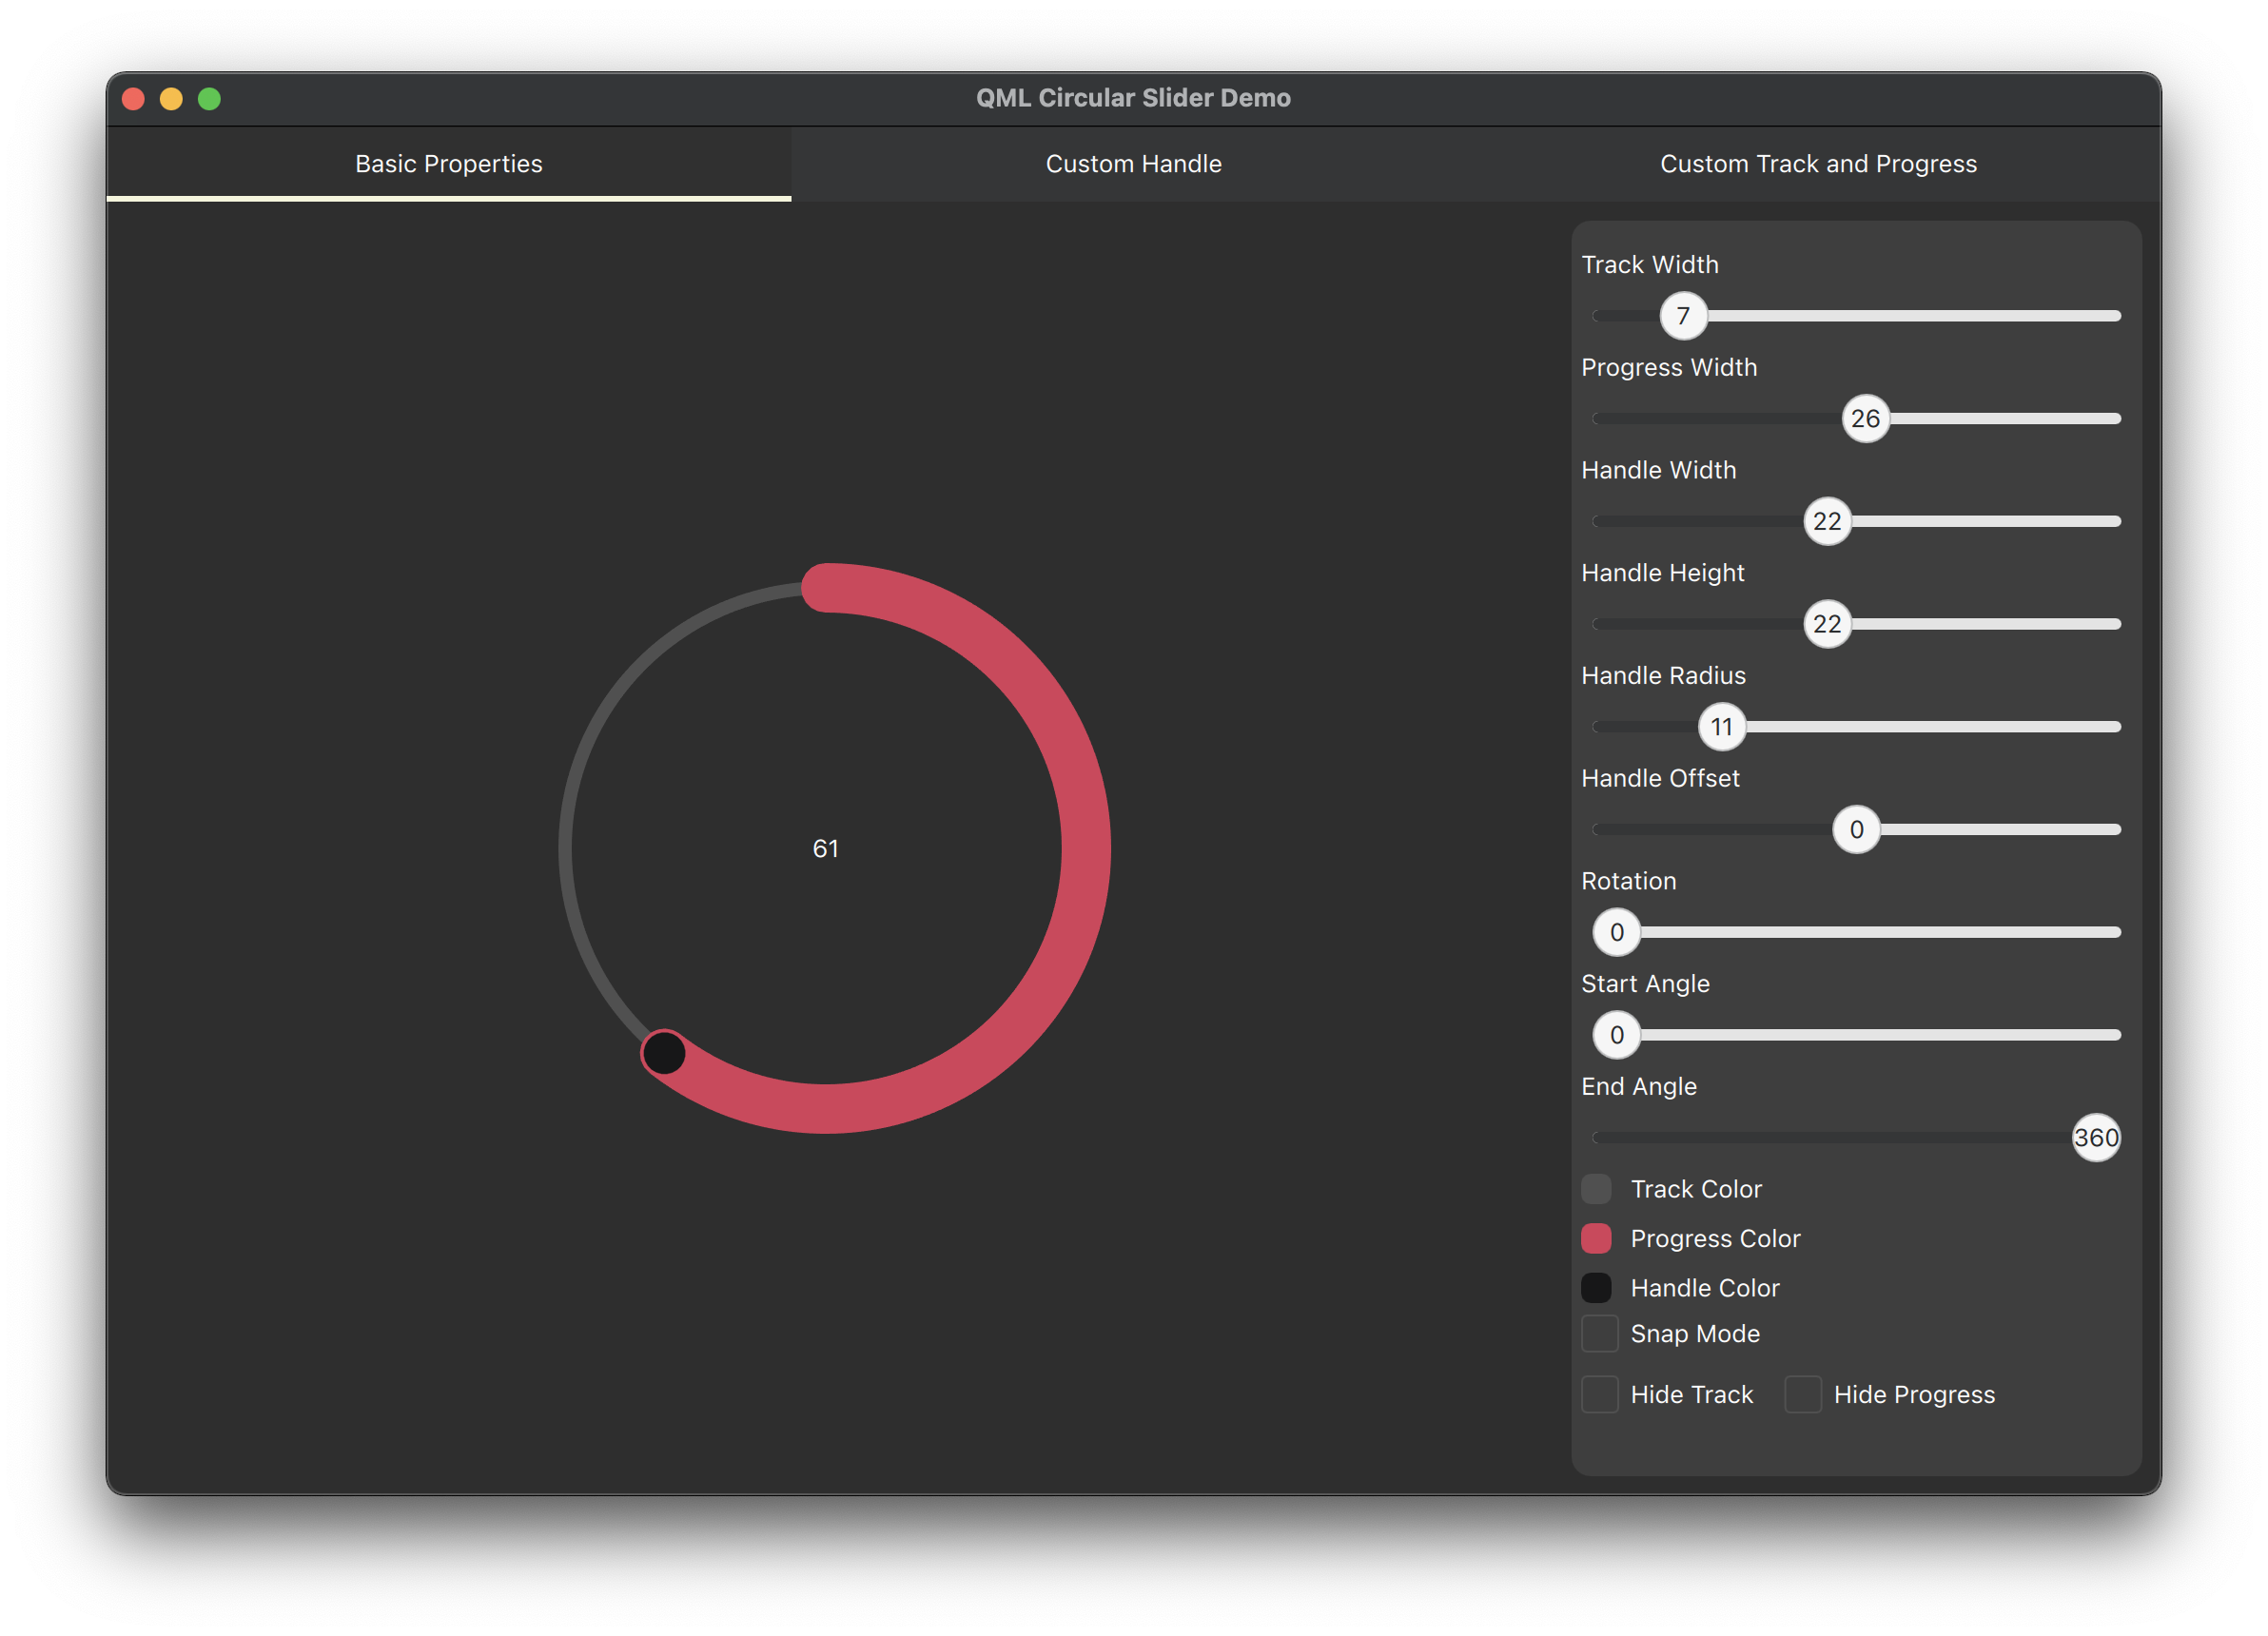 QML Circular Slider Demo
Basic Properties
Custom Handle
Custom Track and Progress
61
Track Width
7
Progress Width
26
Handle Width
22
Handle Height
22
Handle Radius
11
Handle Offset
0
Rotation
0
Start Angle
0
End Angle
360
Track Color
Progress Color
Handle Color
Snap Mode
Hide Track
Hide Progress